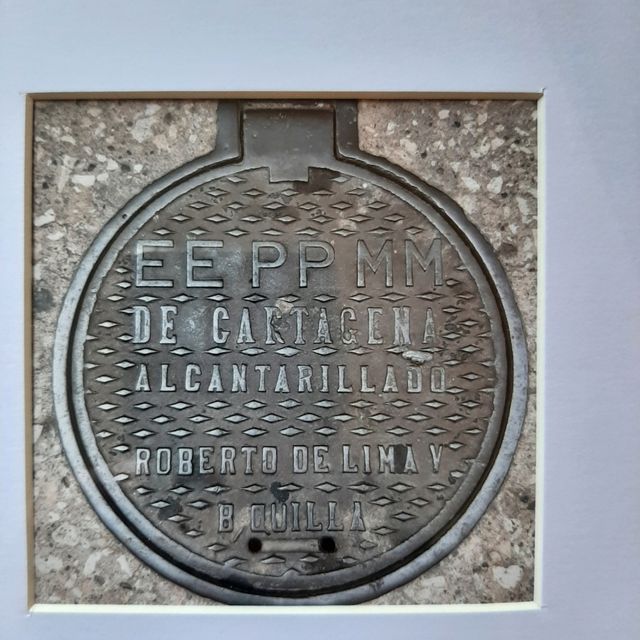 EE PP MM
DE CARTAGENA
ALCANTARILLADO
ROBERTO DE LIMA V
B/QUILLA